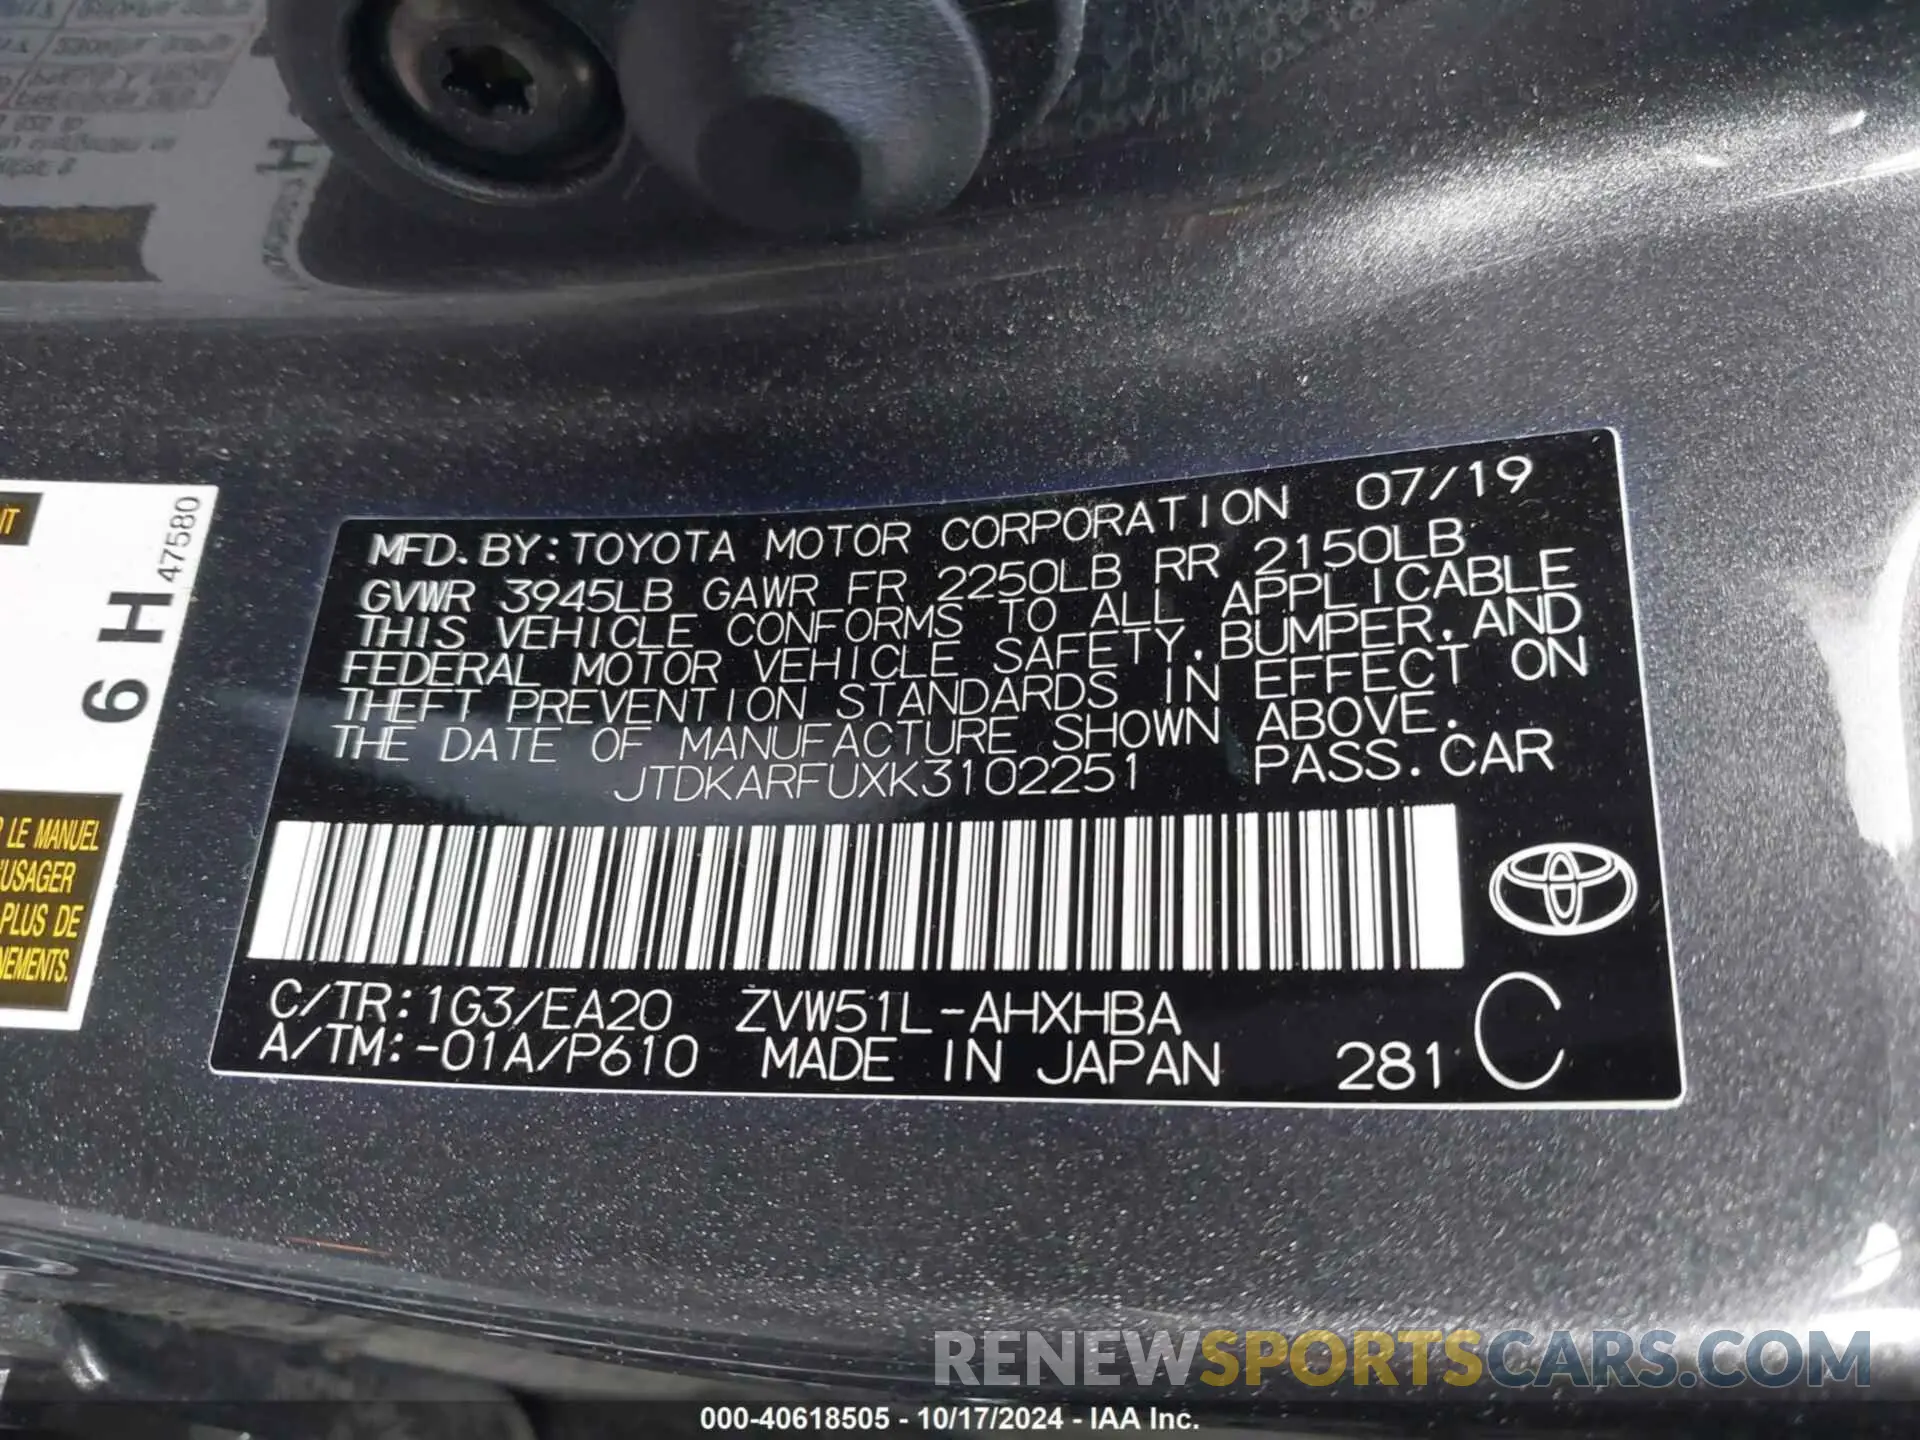 MFD. BY: TOYOTA MOTOR CORPORATION 07/19
GVWR 3945LB GAWR FR 2250LB RR 2150LB
THIS VEHICLE CONFORMS TO ALL APPLICABLE
FEDERAL MOTOR VEHICLE SAFETY, BUMPER, AND
THEFT PREVENTION STANDARDS IN EFFECT ON
THE DATE OF MANUFACTURE SHOWN ABOVE.
JTDKARFUXK3102251 PASS. CAR
C/TR: 1G3/EA20 ZVW51L-AHXHBA
A/TM: -01A/P610 MADE IN JAPAN 281 C
IT
47580
6 H
LE MANUEL
PLUS DE
RENEWSPORTSCARS.COM
000-40618505 - 10/17/2024 - IAA Inc.